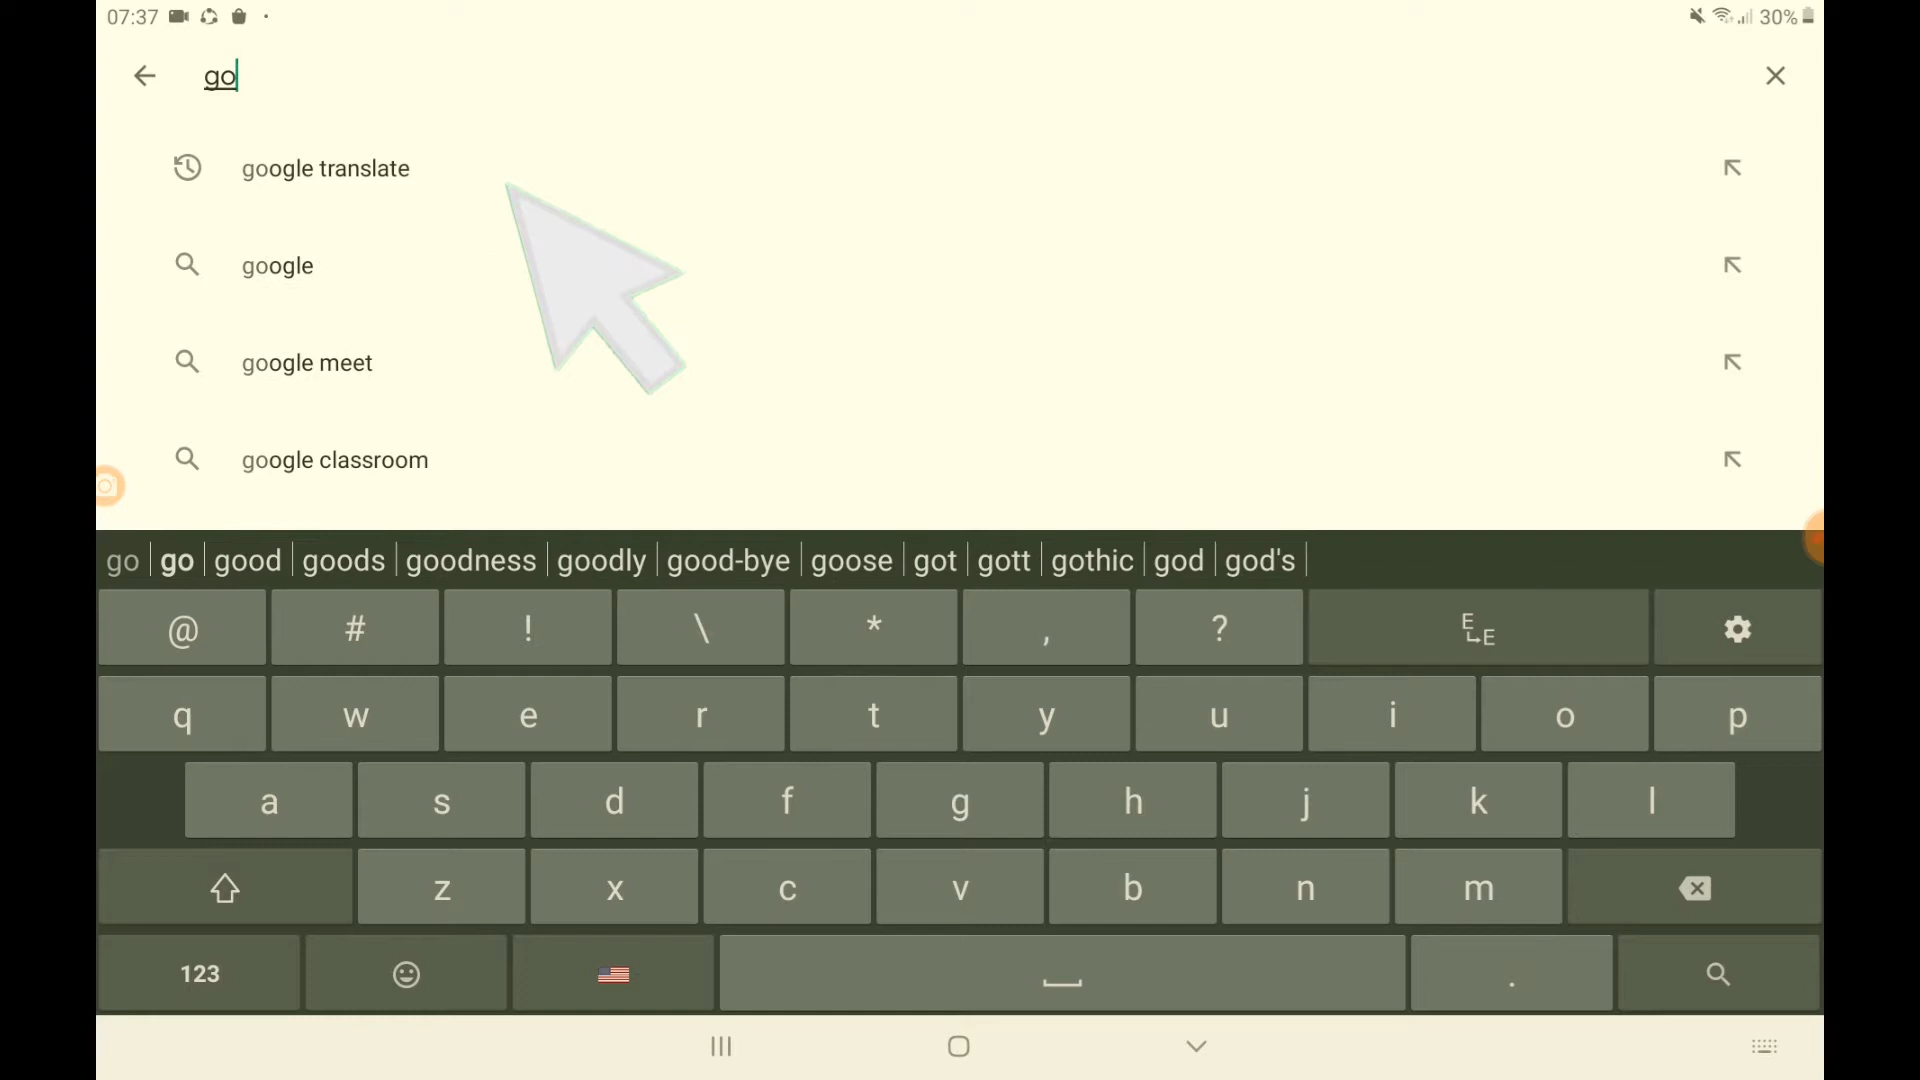 07:37 30%
go
google translate
google
google meet
google classroom
go go good goods goodness goodly good-bye goose got gott gothic god god's
@ # ! \ * , ? E E
q w e r t y u i o p
a s d f g h j k l
z x c v b n m
123 .